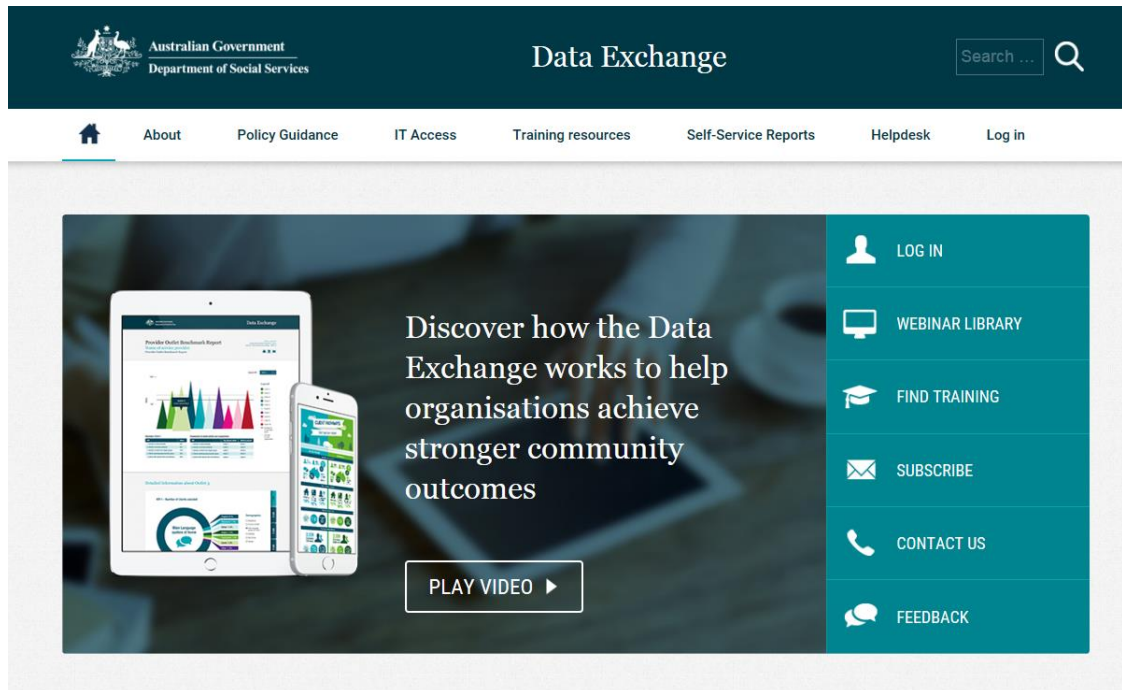 Australian Government
Department of Social Services
Data Exchange
Search ...
About
Policy Guidance
IT Access
Training resources
Self-Service Reports
Helpdesk
Log in
Data Exchange
Provider Outlet Benchmark Report
Discover how the Data
Exchange works to help
organisations achieve
stronger community
outcomes
PLAY VIDEO
LOG IN
WEBINAR LIBRARY
FIND TRAINING
SUBSCRIBE
CONTACT US
FEEDBACK